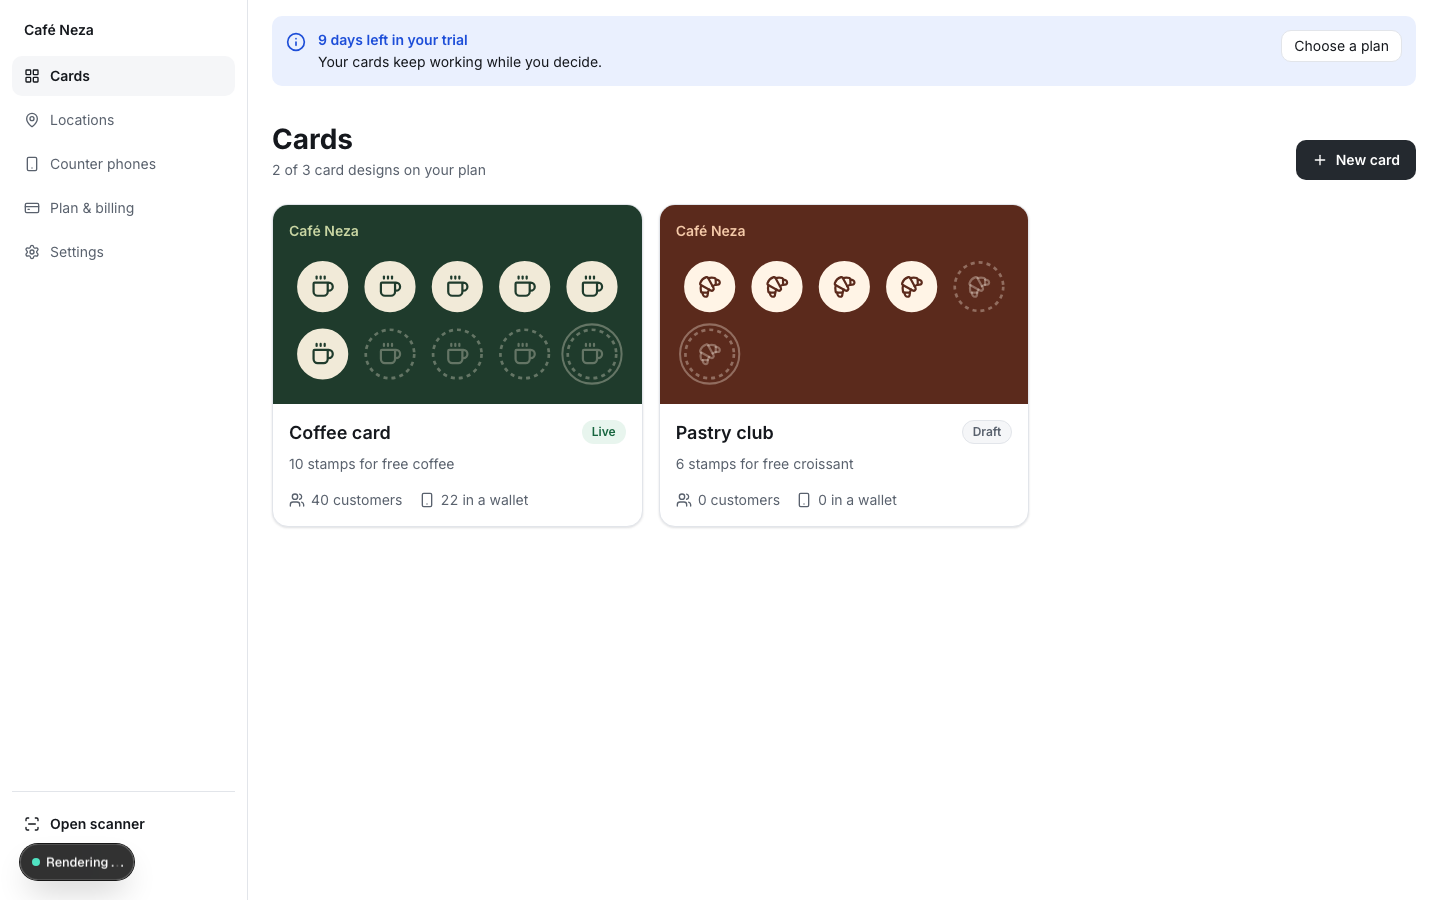 Café Neza
Cards
Locations
Counter phones
Plan & billing
Settings
Open scanner
Rendering ...
9 days left in your trial
Your cards keep working while you decide.
Choose a plan
Cards
2 of 3 card designs on your plan
New card
Café Neza
Coffee card
Live
10 stamps for free coffee
40 customers
22 in a wallet
Café Neza
Pastry club
Draft
6 stamps for free croissant
0 customers
0 in a wallet